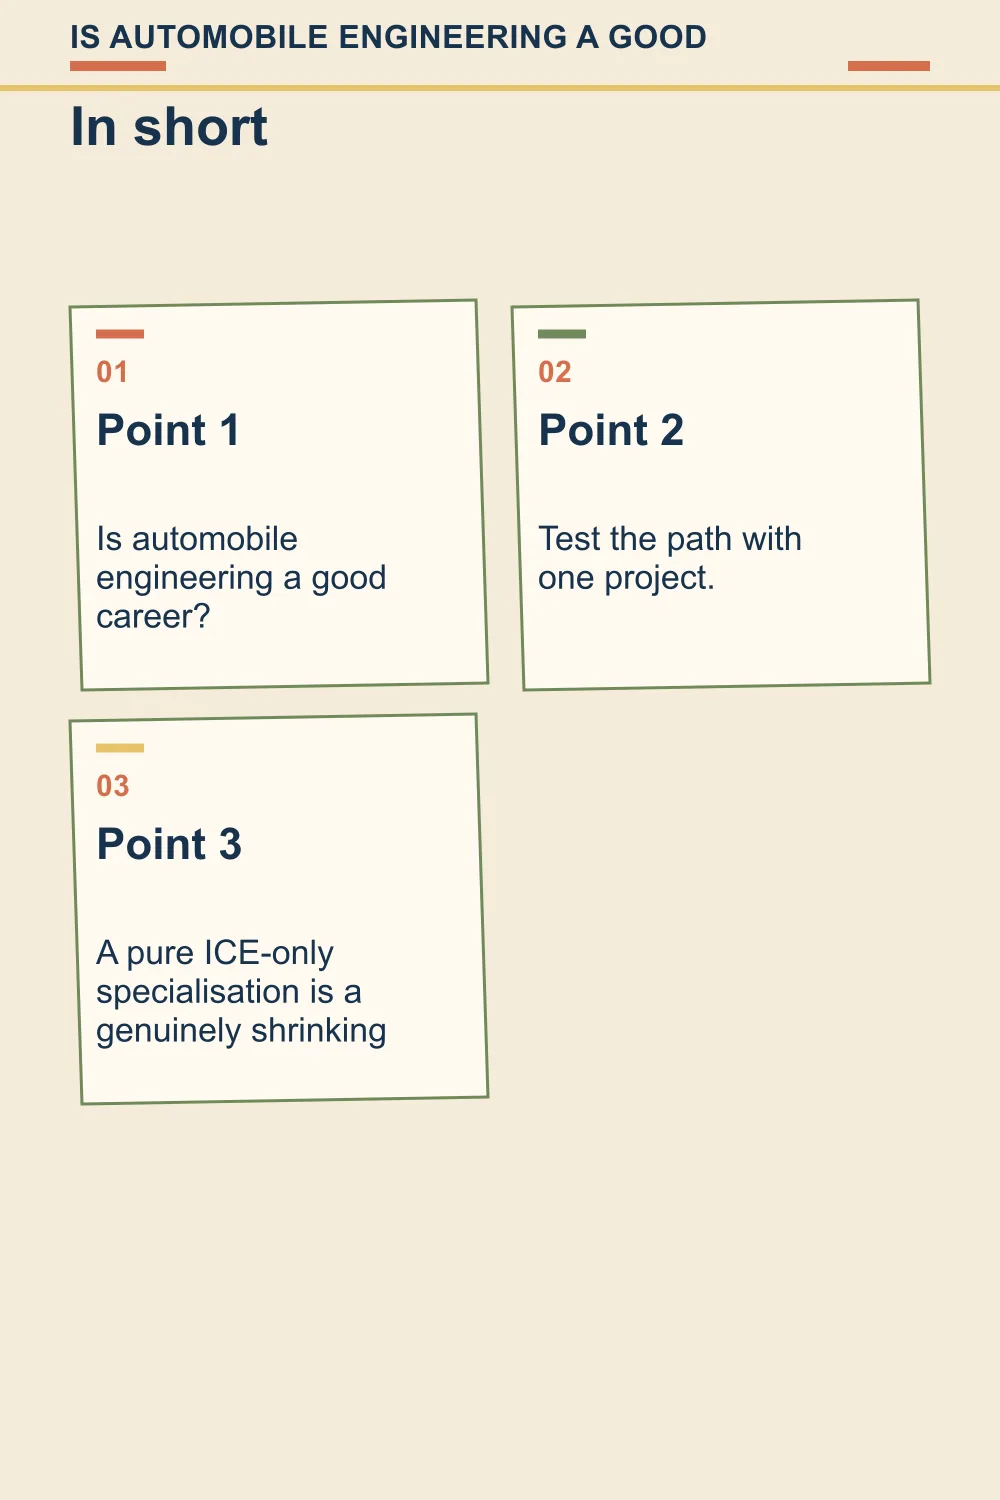 IS AUTOMOBILE ENGINEERING A GOOD
In short
01
Point 1
Is automobile
engineering a good
career?
02
Point 2
Test the path with
one project.
03
Point 3
A pure ICE-only
specialisation is a
genuinely shrinking